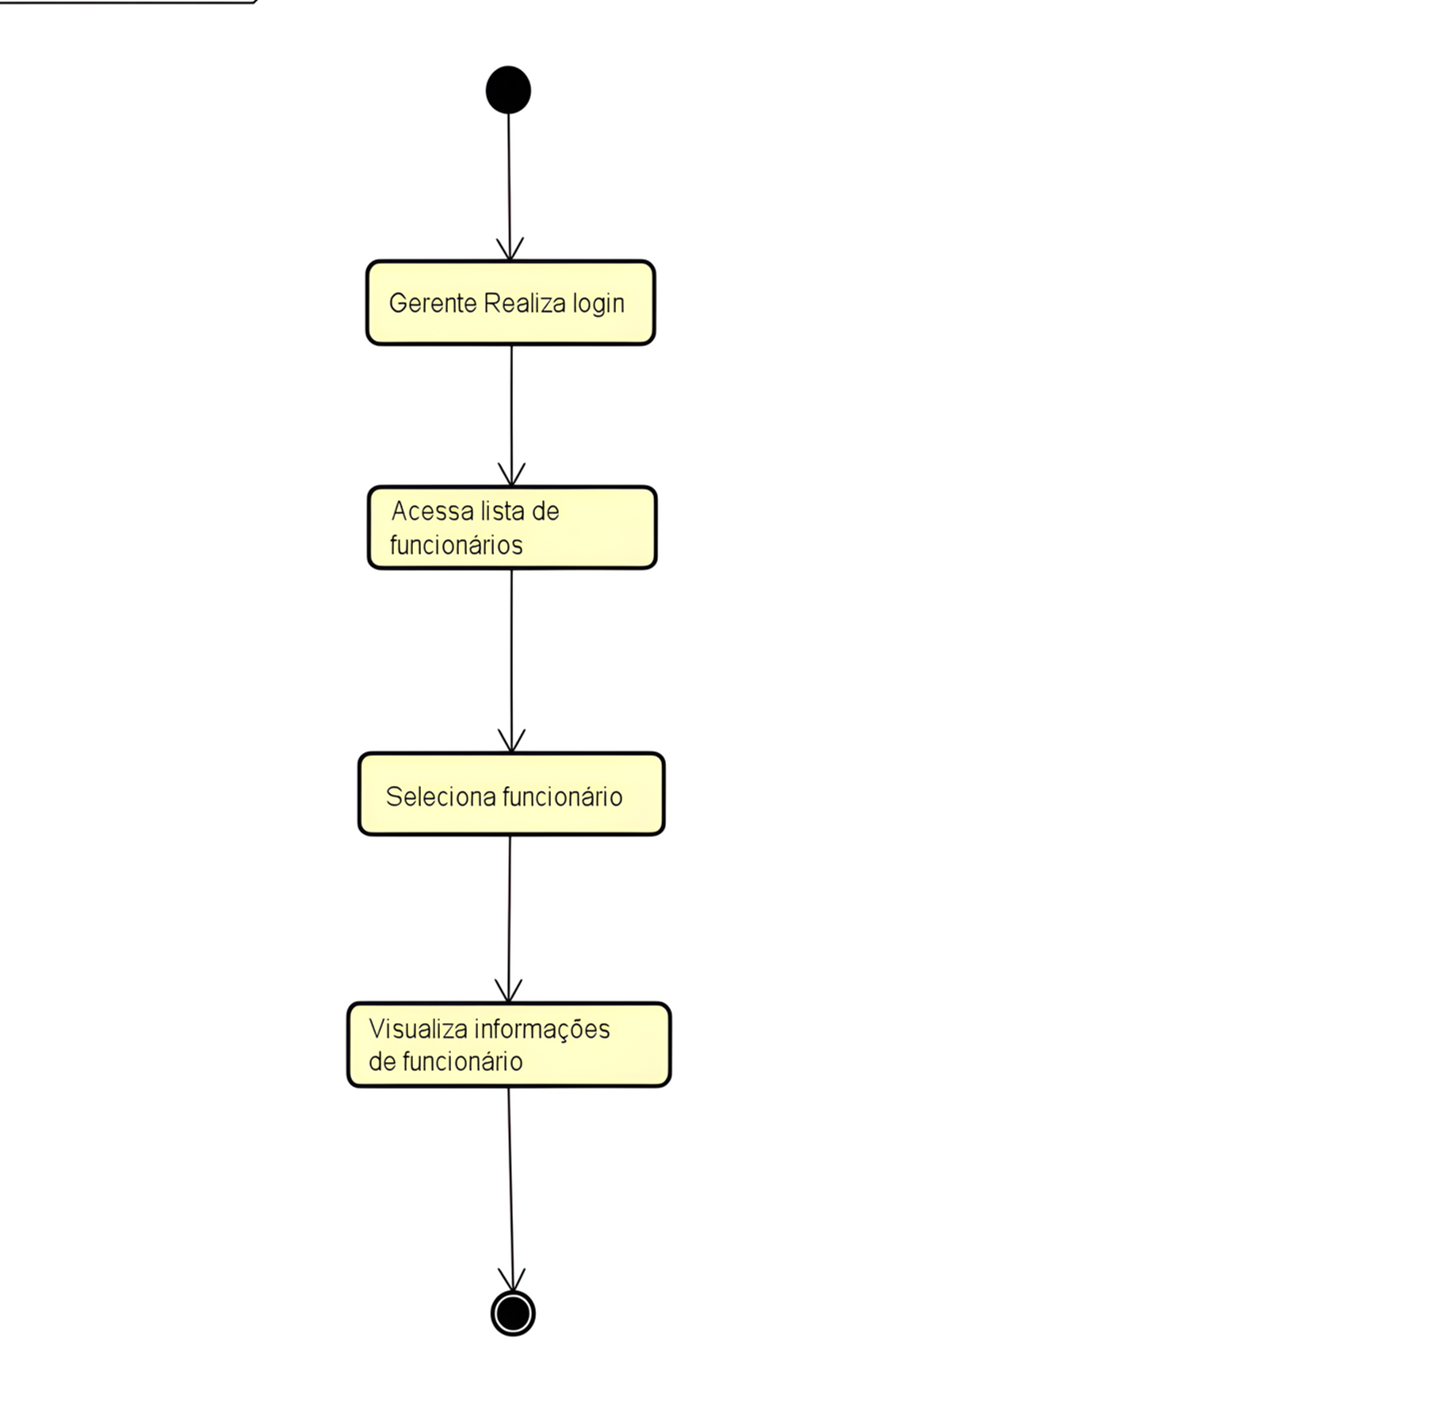 Gerente Realiza login
Acessa lista de
funcionários
Seleciona funcionário
Visualiza informações
de funcionário